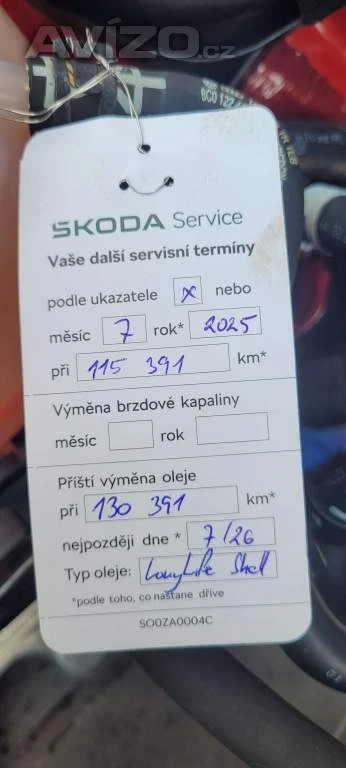 AVÍZO.cz
ŠKODA Service
Vaše další servisní termíny
podle ukazatele x nebo
měsíc 7 rok* 2025
při 115 391 km*
Výměna brzdové kapaliny
měsíc rok
Příští výměna oleje
při 130 391 km*
nejpozději dne * 7/26
Typ oleje: LongLife Shell
*podle toho, co nastane dříve
SO0ZA0004C